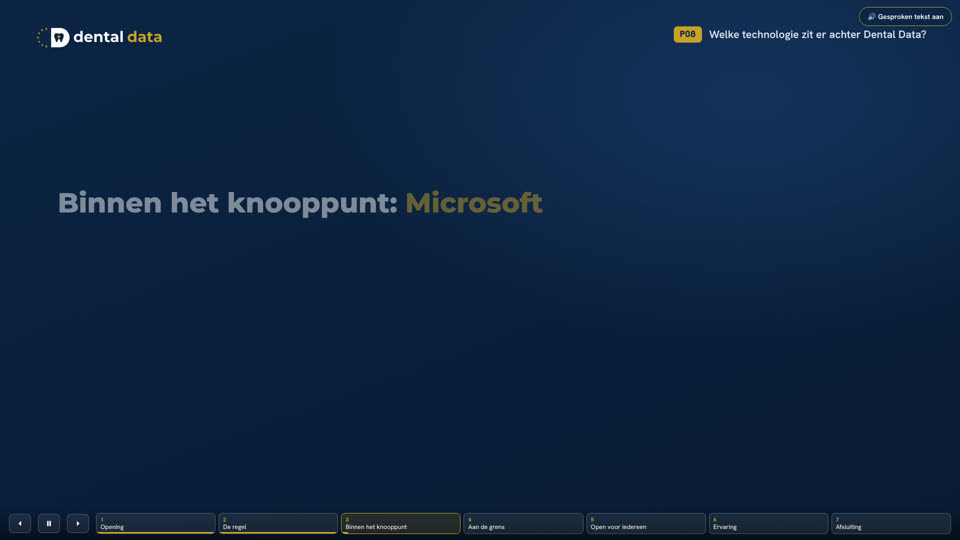 Gesproken tekst aan
dental data
P08 Welke technologie zit er achter Dental Data?
Binnen het knooppunt: Microsoft
1
Opening
2
De regel
3
Binnen het knooppunt
4
Aan de grens
5
Open voor iedereen
6
Ervaring
7
Afsluiting